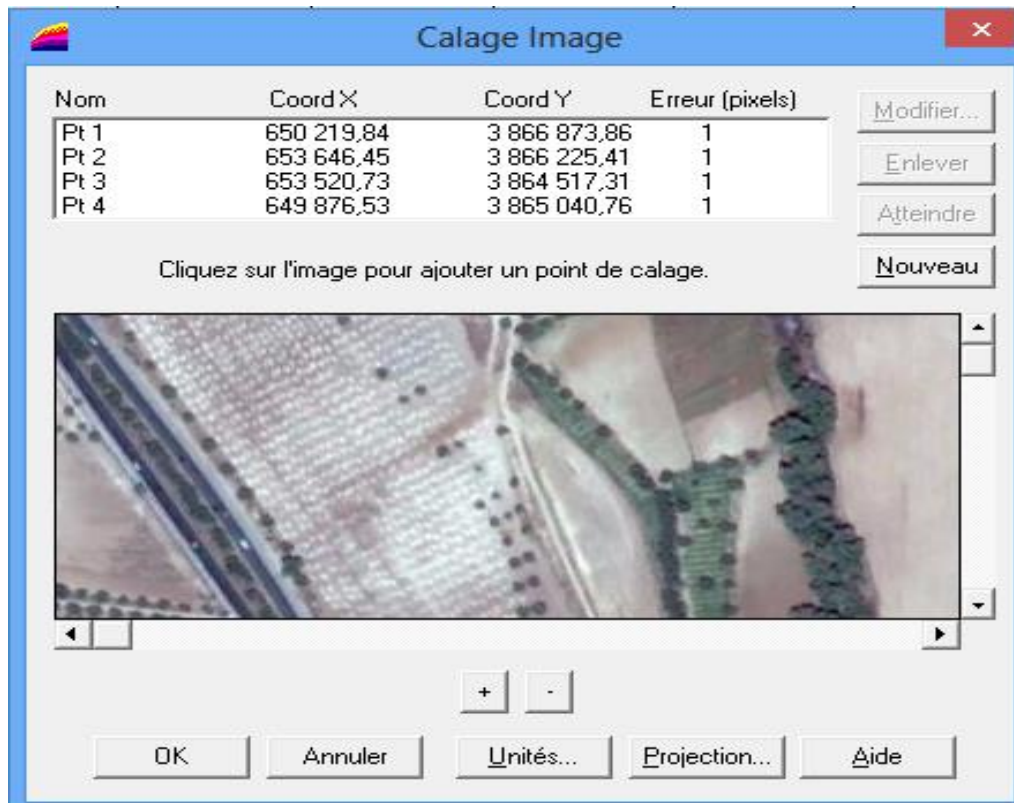 Calage Image
Nom Coord X Coord Y Erreur (pixels)
Pt 1 650 219,84 3 866 873,86 1
Pt 2 653 646,45 3 866 225,41 1
Pt 3 653 520,73 3 864 517,31 1
Pt 4 649 876,53 3 865 040,76 1
Modifier...
Enlever
Atteindre
Nouveau
Cliquez sur l'image pour ajouter un point de calage.
+ -
OK Annuler Unités... Projection... Aide